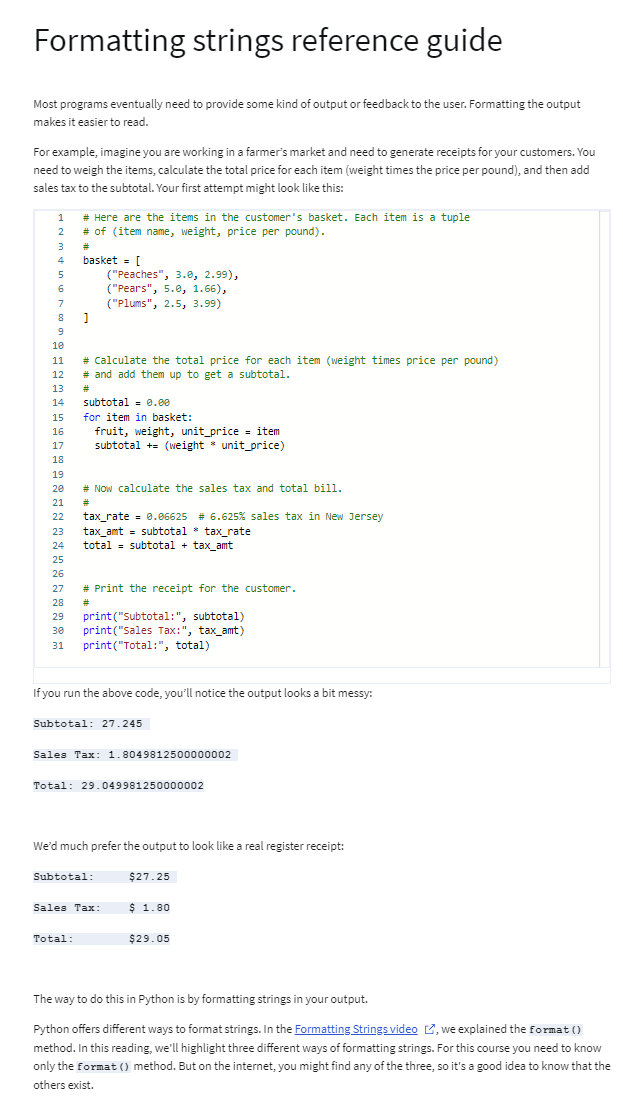 Formatting strings reference guide
Most programs eventually need to provide some kind of output or feedback to the user. Formatting the output
makes it easier to read.
For example, imagine you are working in a farmer's market and need to generate receipts for your customers. You
need to weigh the items, calculate the total price for each item (weight times the price per pound), and then add
sales tax to the subtotal. Your first attempt might look like this:
1 # Here are the items in the customer's basket. Each item is a tuple
2 # of (item name, weight, price per pound).
3 #
4 basket = [
5     ("Peaches", 3.0, 2.99),
6     ("Pears", 5.0, 1.66),
7     ("Plums", 2.5, 3.99)
8 ]
9
10
11 # Calculate the total price for each item (weight times price per pound)
12 # and add them up to get a subtotal.
13 #
14 subtotal = 0.00
15 for item in basket:
16   fruit, weight, unit_price = item
17   subtotal += (weight * unit_price)
18
19
20 # Now calculate the sales tax and total bill.
21 #
22 tax_rate = 0.06625  # 6.625% sales tax in New Jersey
23 tax_amt = subtotal * tax_rate
24 total = subtotal + tax_amt
25
26
27 # Print the receipt for the customer.
28 #
29 print("Subtotal:", subtotal)
30 print("Sales Tax:", tax_amt)
31 print("Total:", total)
If you run the above code, you'll notice the output looks a bit messy:
Subtotal: 27.245
Sales Tax: 1.8049812500000002
Total: 29.049981250000002
We'd much prefer the output to look like a real register receipt:
Subtotal:     $27.25
Sales Tax:    $ 1.80
Total:        $29.05
The way to do this in Python is by formatting strings in your output.
Python offers different ways to format strings. In the Formatting Strings video, we explained the format()
method. In this reading, we'll highlight three different ways of formatting strings. For this course you need to know
only the format() method. But on the internet, you might find any of the three, so it's a good idea to know that the
others exist.